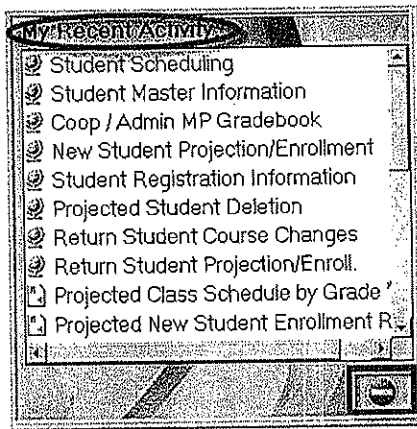 My Recent Activity
Student Scheduling
Student Master Information
Coop / Admin MP Gradebook
New Student Projection/Enrollment
Student Registration Information
Projected Student Deletion
Return Student Course Changes
Return Student Projection/Enroll.
Projected Class Schedule by Grade
Projected New Student Enrollment R